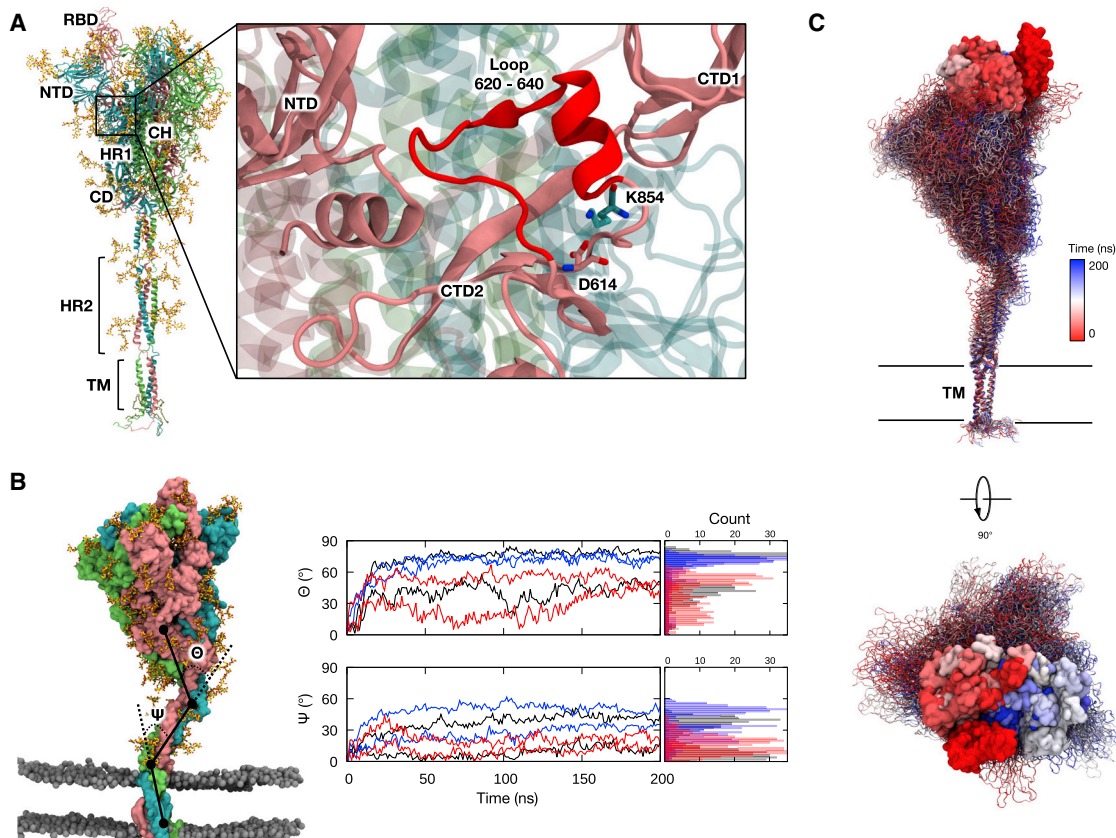 A
RBD
NTD
CH
HR1
CD
HR2
TM
NTD
Loop
620 - 640
CTD1
K854
D614
CTD2
C
Time (ns)
200
0
TM
90°
B
Θ
Ψ
Count
0 10 20 30
90
60
30
0
Θ (°)
0 10 20 30
90
60
30
0
Ψ (°)
0 50 100 150 200
Time (ns)